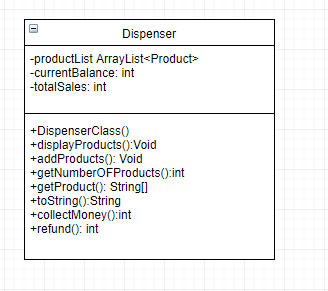 Dispenser
-productList ArrayList<Product>
-currentBalance: int
-totalSales: int
+DispenserClass()
+displayProducts():Void
+addProducts(): Void
+getNumberOFProducts():int
+getProduct(): String[]
+toString():String
+collectMoney():int
+refund(): int